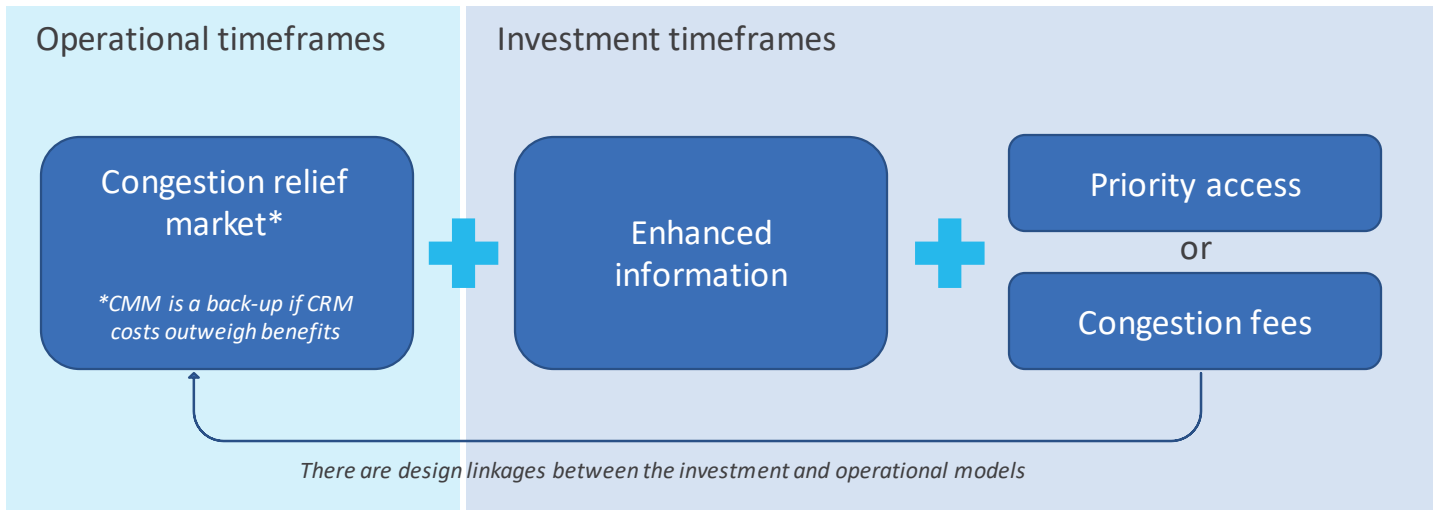 Operational timeframes
Investment timeframes
Congestion relief
market*
*CMM is a back-up if CRM
costs outweigh benefits
Enhanced
information
Priority access
or
Congestion fees
There are design linkages between the investment and operational models